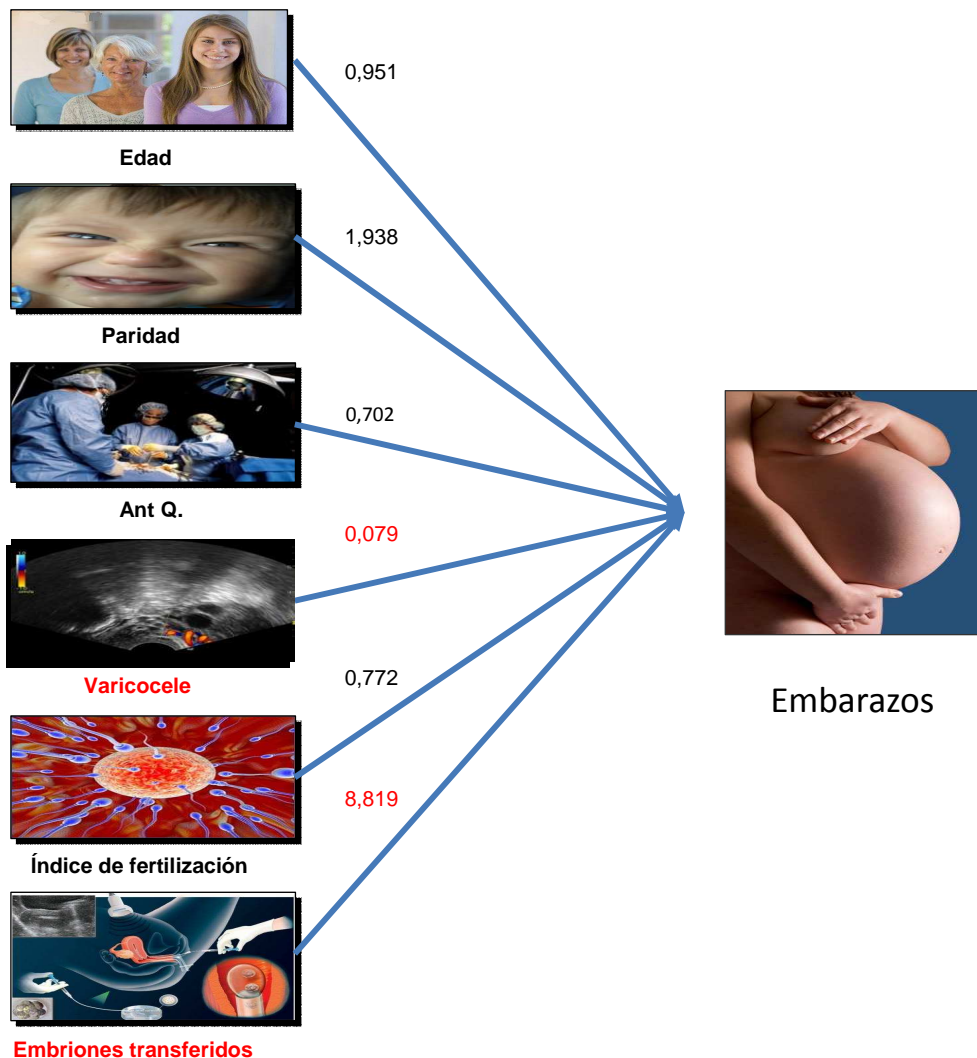 0,951
Edad
1,938
Paridad
0,702
Ant Q.
0,079
Varicocele
0,772
Embarazos
Índice de fertilización
8,819
Embriones transferidos